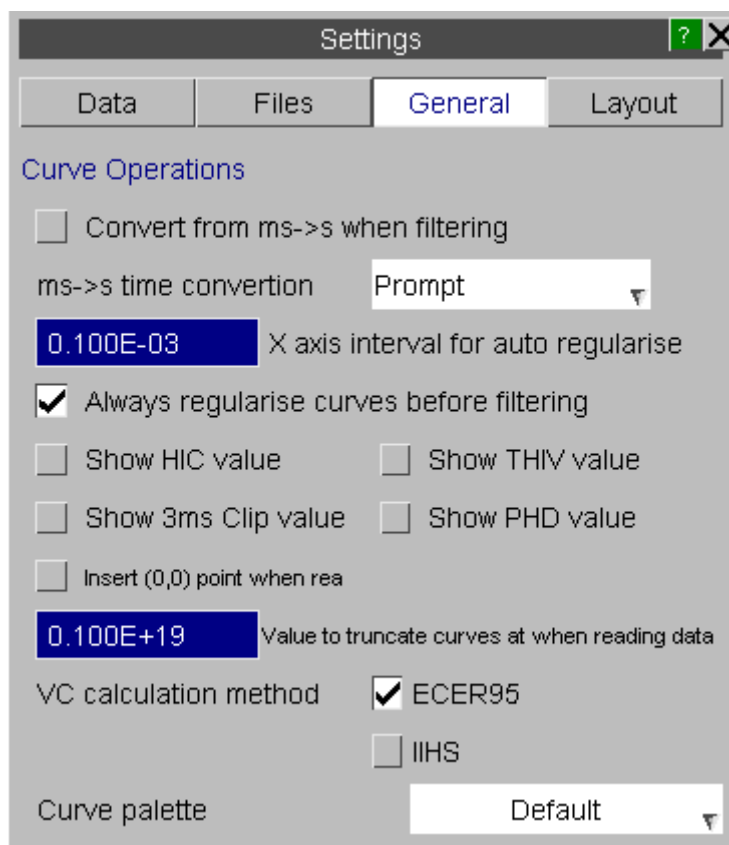 Settings ?
Data Files General Layout
Curve Operations
Convert from ms->s when filtering
ms->s time convertion Prompt
0.100E-03 X axis interval for auto regularise
Always regularise curves before filtering
Show HIC value Show THIV value
Show 3ms Clip value Show PHD value
Insert (0,0) point when rea
0.100E+19 Value to truncate curves at when reading data
VC calculation method ECER95
IIHS
Curve palette Default